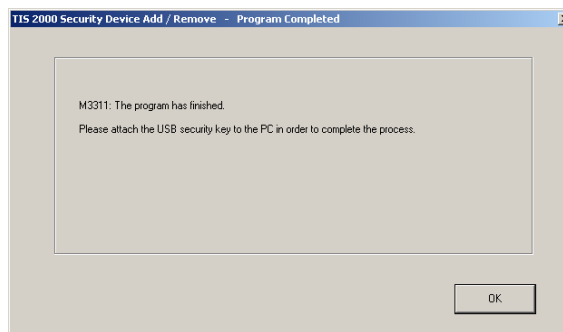 TIS 2000 Security Device Add / Remove - Program Completed
M3311: The program has finished.
Please attach the USB security key to the PC in order to complete the process.
OK